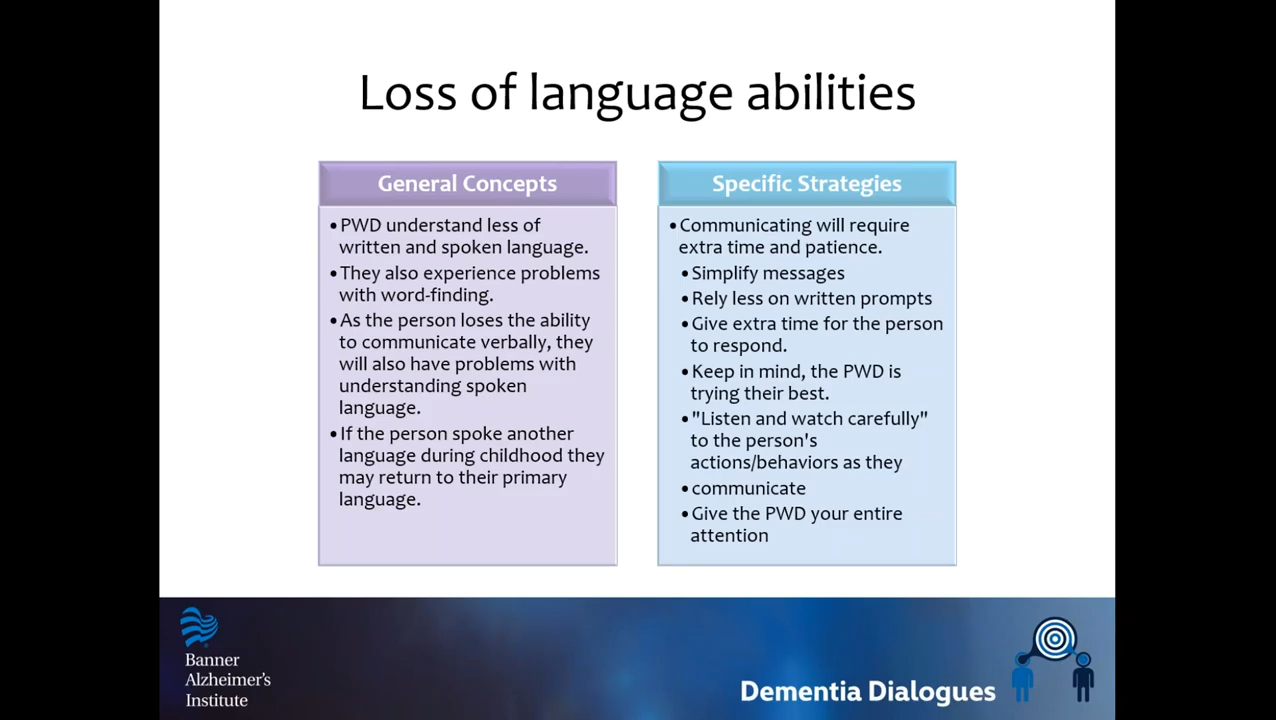 Loss of language abilities
General Concepts
•PWD understand less of
written and spoken language.
•They also experience problems
with word-finding.
•As the person loses the ability
to communicate verbally, they
will also have problems with
understanding spoken
language.
•If the person spoke another
language during childhood they
may return to their primary
language.
Specific Strategies
•Communicating will require
extra time and patience.
•Simplify messages
•Rely less on written prompts
•Give extra time for the person
to respond.
•Keep in mind, the PWD is
trying their best.
•"Listen and watch carefully"
to the person's
actions/behaviors as they
•communicate
•Give the PWD your entire
attention
Banner
Alzheimer's
Institute
Dementia Dialogues